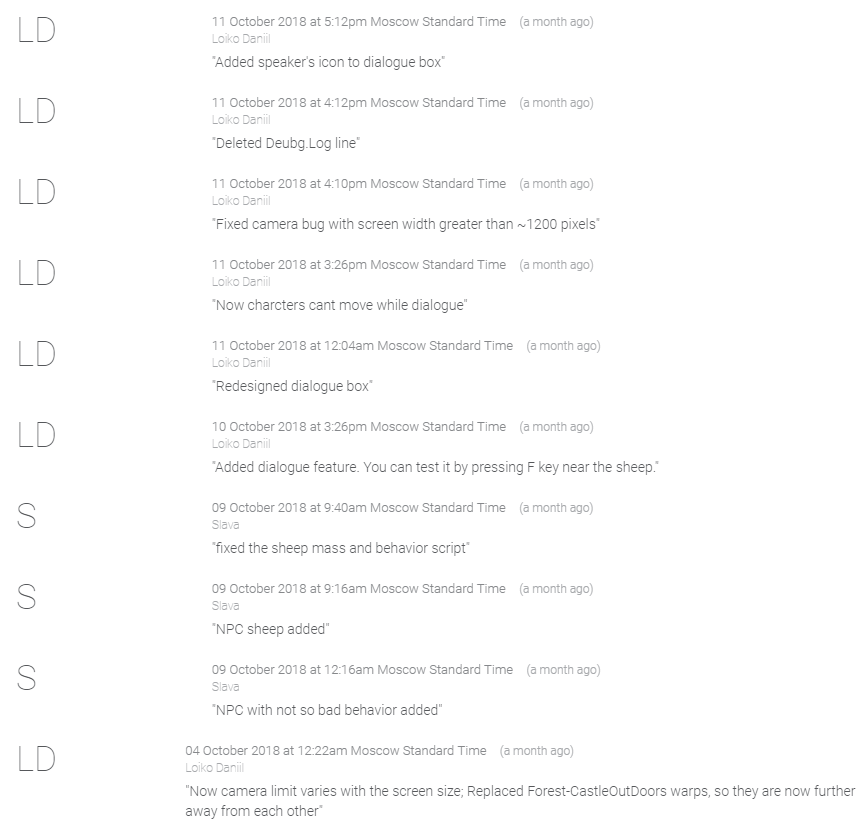 LD
11 October 2018 at 5:12pm Moscow Standard Time (a month ago)
Loiko Daniil
"Added speaker's icon to dialogue box"
LD
11 October 2018 at 4:12pm Moscow Standard Time (a month ago)
Loiko Daniil
"Deleted Deubg.Log line"
LD
11 October 2018 at 4:10pm Moscow Standard Time (a month ago)
Loiko Daniil
"Fixed camera bug with screen width greater than ~1200 pixels"
LD
11 October 2018 at 3:26pm Moscow Standard Time (a month ago)
Loiko Daniil
"Now charcters cant move while dialogue"
LD
11 October 2018 at 12:04am Moscow Standard Time (a month ago)
Loiko Daniil
"Redesigned dialogue box"
LD
10 October 2018 at 3:26pm Moscow Standard Time (a month ago)
Loiko Daniil
"Added dialogue feature. You can test it by pressing F key near the sheep."
S
09 October 2018 at 9:40am Moscow Standard Time (a month ago)
Slava
"fixed the sheep mass and behavior script"
S
09 October 2018 at 9:16am Moscow Standard Time (a month ago)
Slava
"NPC sheep added"
S
09 October 2018 at 12:16am Moscow Standard Time (a month ago)
Slava
"NPC with not so bad behavior added"
LD
04 October 2018 at 12:22am Moscow Standard Time (a month ago)
Loiko Daniil
"Now camera limit varies with the screen size; Replaced Forest-CastleOutDoors warps, so they are now further
away from each other"